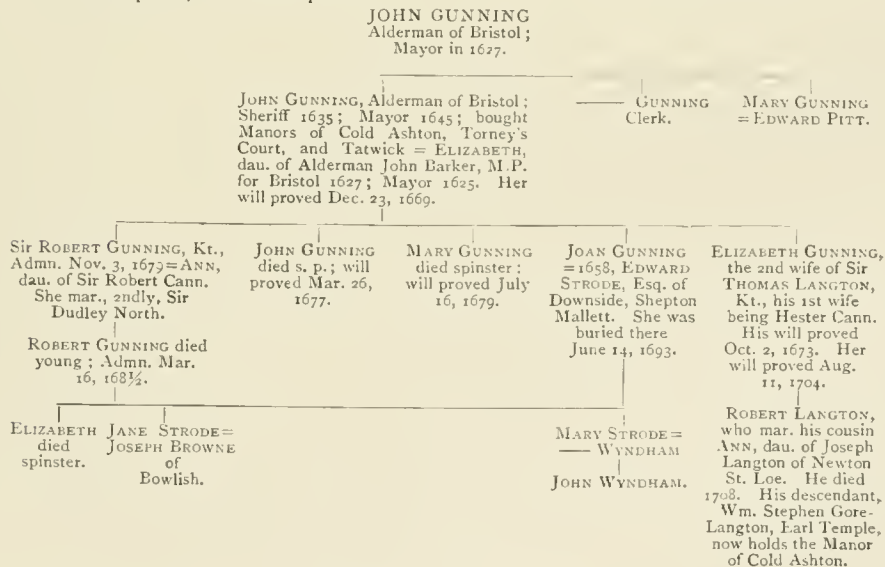 JOHN GUNNING
Alderman of Bristol;
Mayor in 1627.
JOHN GUNNING, Alderman of Bristol;
Sheriff 1635; Mayor 1645; bought
Manors of Cold Ashton, Torney's
Court, and Tatwick = ELIZABETH,
dau. of Alderman John Barker, M.P.
for Bristol 1627; Mayor 1625. Her
will proved Dec. 23, 1669.
—— GUNNING
Clerk.
MARY GUNNING
= EDWARD PITT.
Sir ROBERT GUNNING, Kt.,
Admn. Nov. 3, 1679=ANN,
dau. of Sir Robert Cann.
She mar., 2ndly, Sir
Dudley North.
JOHN GUNNING
died s. p.; will
proved Mar. 26,
1677.
MARY GUNNING
died spinster:
will proved July
16, 1679.
JOAN GUNNING
=1658, EDWARD
STRODE, Esq. of
Downside, Shepton
Mallett. She was
buried there
June 14, 1693.
ELIZABETH GUNNING,
the 2nd wife of Sir
THOMAS LANGTON,
Kt., his 1st wife
being Hester Cann.
His will proved
Oct. 2, 1673. Her
will proved Aug.
11, 1704.
ROBERT GUNNING died
young; Admn. Mar.
16, 168½.
ELIZABETH
died
spinster.
JANE STRODE=
JOSEPH BROWNE
of
Bowlish.
MARY STRODE=
—— WYNDHAM
JOHN WYNDHAM.
ROBERT LANGTON,
who mar. his cousin
ANN, dau. of Joseph
Langton of Newton
St. Loe. He died
1708. His descendant,
Wm. Stephen Gore-
Langton, Earl Temple,
now holds the Manor
of Cold Ashton.